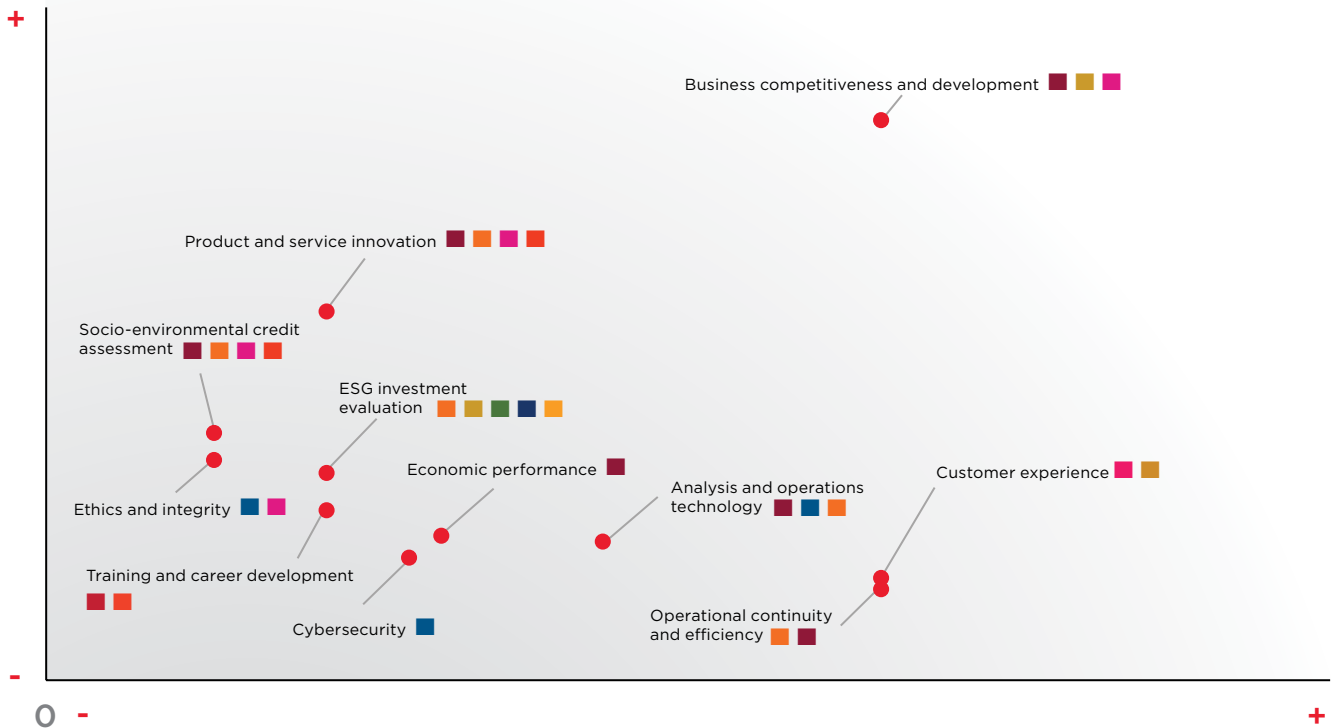 +
Business competitiveness and development
Product and service innovation
Socio-environmental credit
assessment
ESG investment
evaluation
Economic performance
Customer experience
Analysis and operations
technology
Ethics and integrity
Training and career development
Operational continuity
and efficiency
Cybersecurity
-
0 -
+